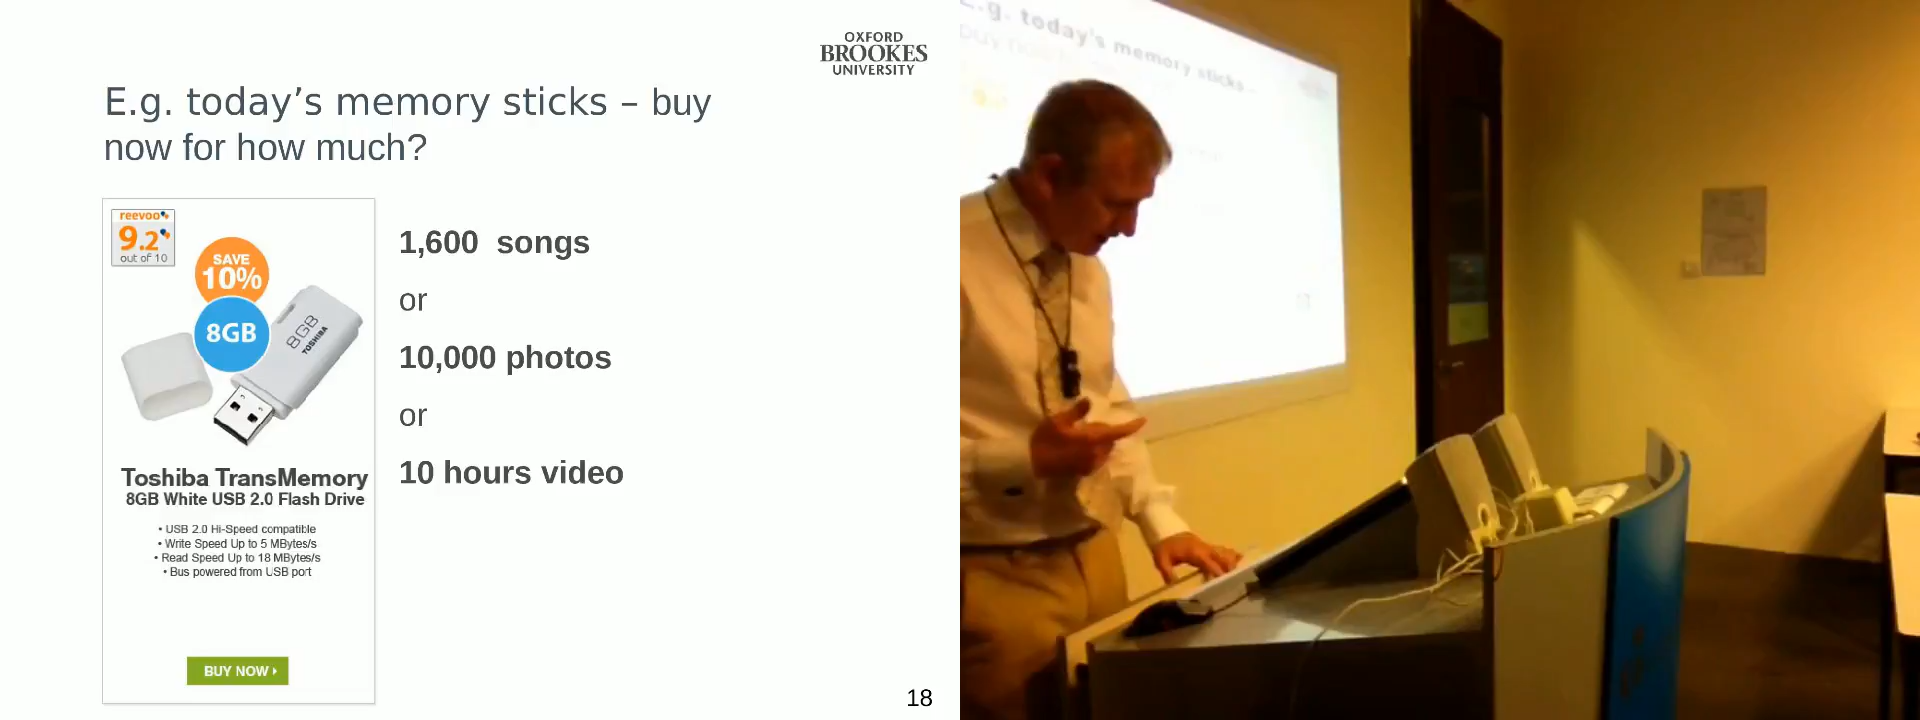 OXFORD
BROOKES
UNIVERSITY
E.g. today's memory sticks – buy
now for how much?
reevoo
9.2
out of 10
SAVE
10%
8GB
8GB
TOSHIBA
Toshiba TransMemory
8GB White USB 2.0 Flash Drive
• USB 2.0 Hi-Speed compatible
• Write Speed Up to 5 MBytes/s
• Read Speed Up to 18 MBytes/s
• Bus powered from USB port
BUY NOW
1,600 songs
or
10,000 photos
or
10 hours video
18
E.g. today's memory sticks –